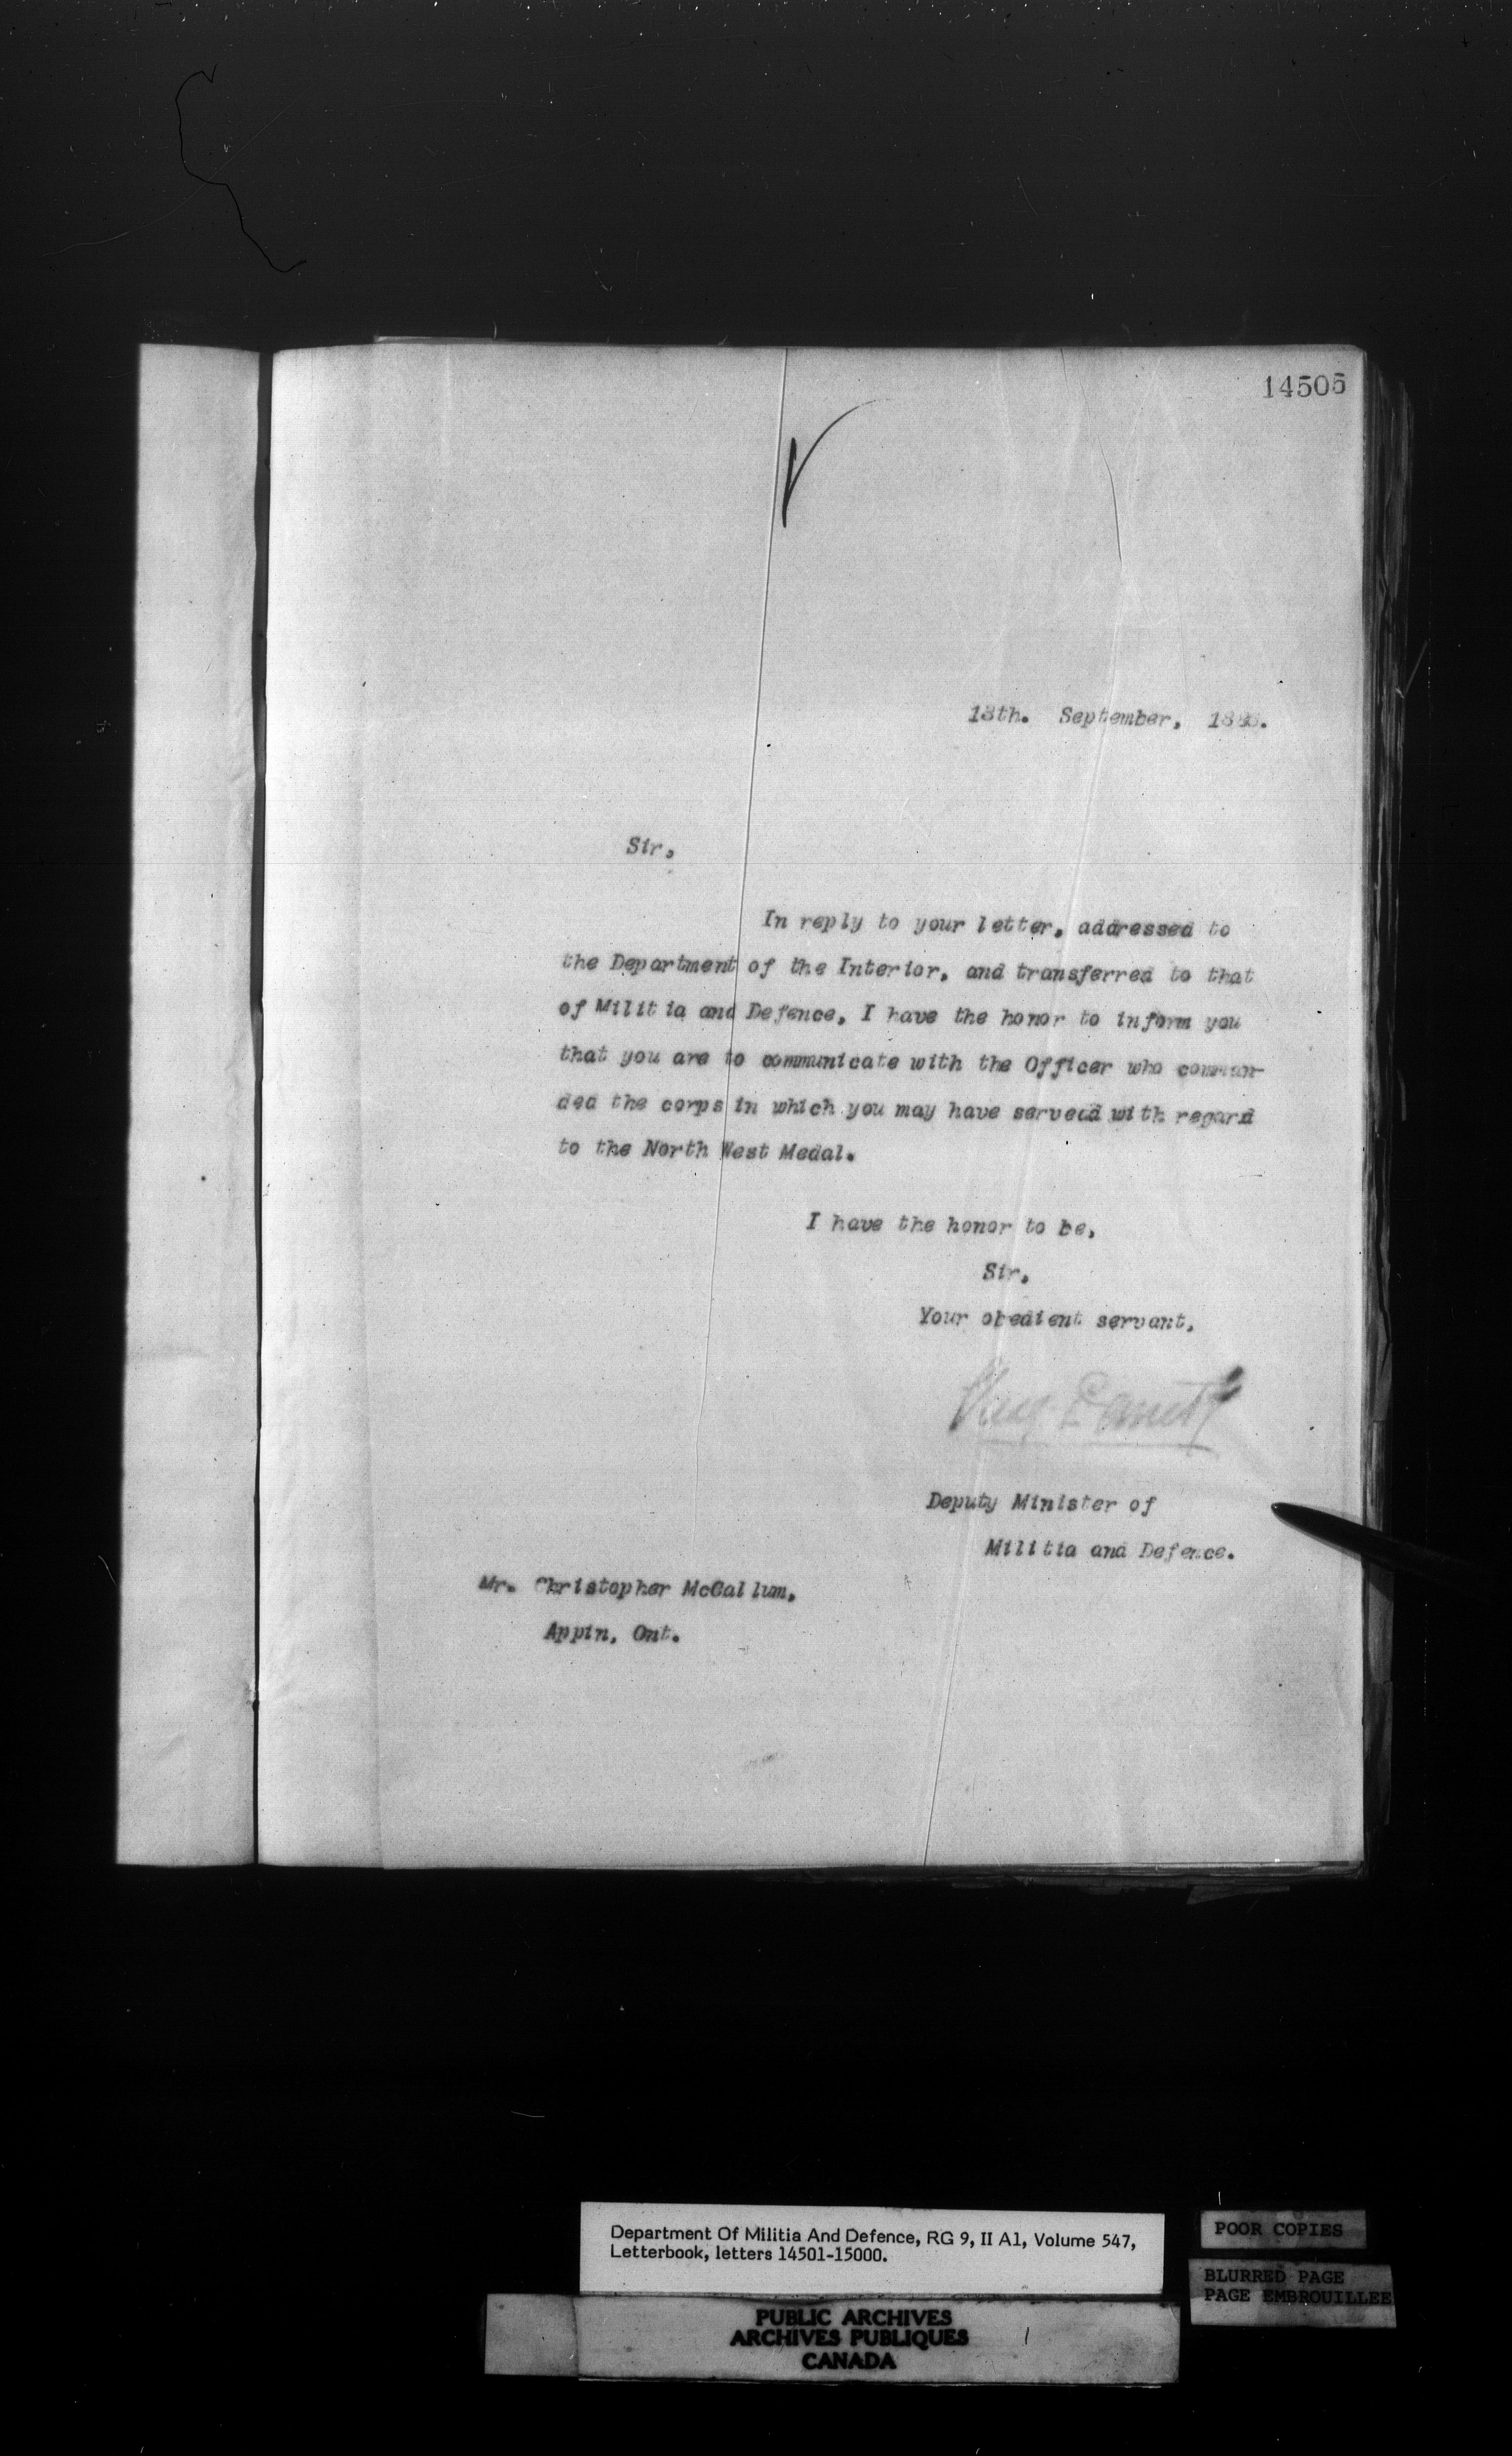 14505
13th. September,
Sir,
In reply to your letter, addressed to
the Department of the Interior, and transferred to that
of Militia and Defence, I have the honor to inform you
that you are to communicate with the Officer who comman-
ded the corps in which you may have served with regard
to the North West Medal.
I have the honor to be,
Sir,
Your obedient servant,
Deputy Minister of
Militia and Defence.
Mr. Christopher McCallum,
Appin, Ont.
Department Of Militia And Defence, RG 9, II A1, Volume 547,
Letterbook, letters 14501-15000.
POOR COPIES
BLURRED PAGE
PAGE EMBROUILLEE
PUBLIC ARCHIVES
ARCHIVES PUBLIQUES
CANADA